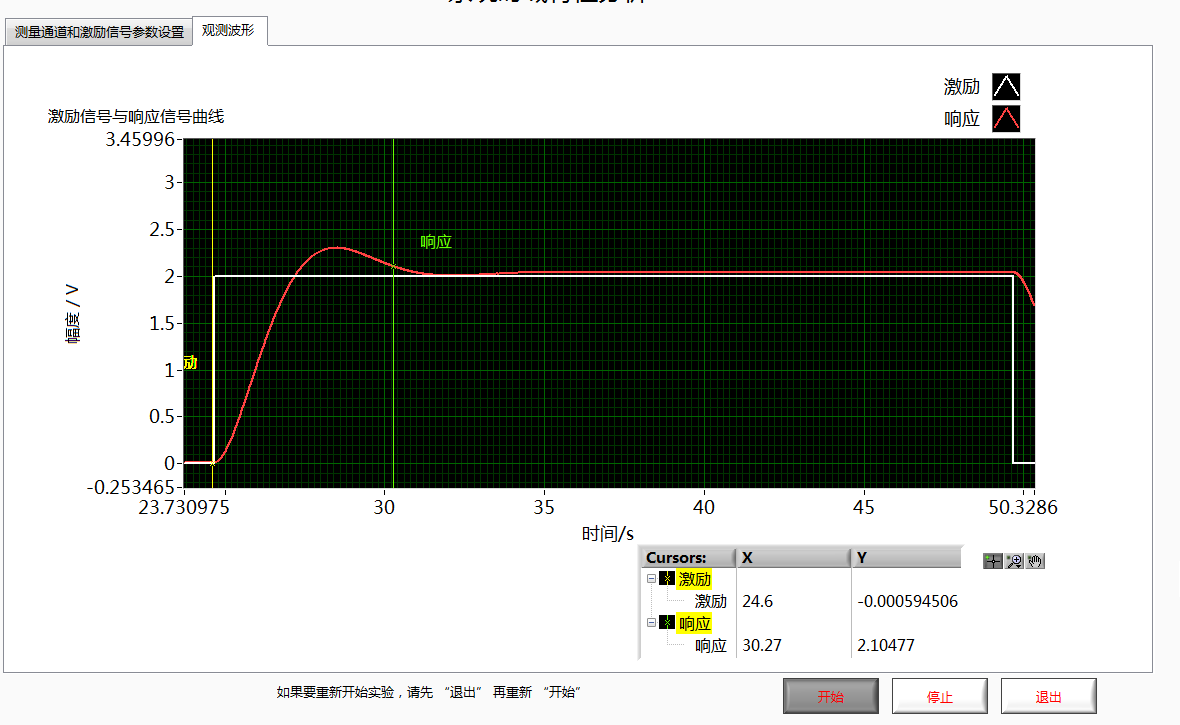 测量通道和激励信号参数设置
观测波形
激励
响应
激励信号与响应信号曲线
3.45996
3
2.5
2
1.5
1
0.5
0
-0.253465
幅度 / V
响应
励
23.730975
30
35
40
45
50.3286
时间/s
Cursors: X Y
激励
激励 24.6 -0.000594506
响应
响应 30.27 2.10477
如果要重新开始实验，请先 “退出” 再重新 “开始”
开始
停止
退出